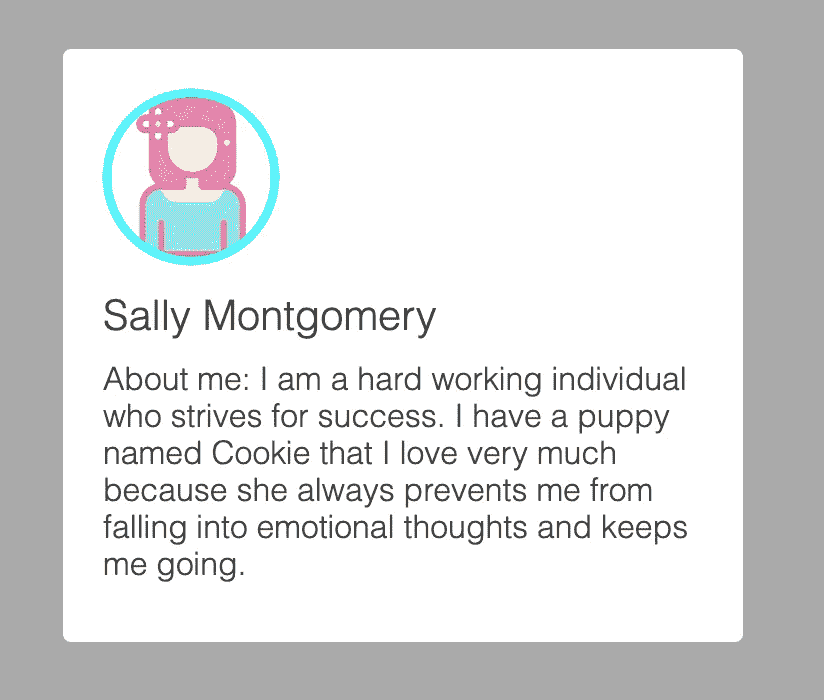 Sally Montgomery
About me: I am a hard working individual
who strives for success. I have a puppy
named Cookie that I love very much
because she always prevents me from
falling into emotional thoughts and keeps
me going.